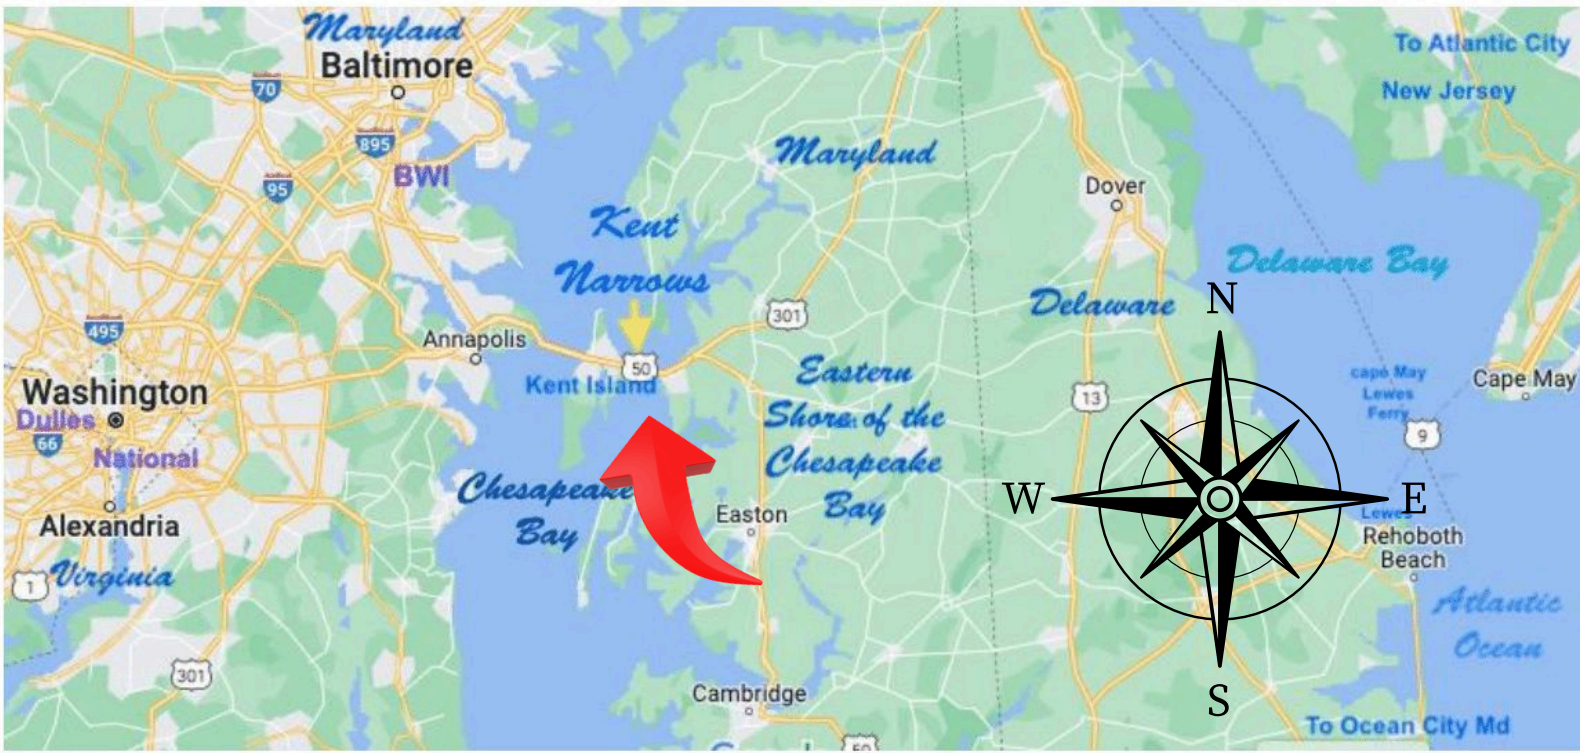 Maryland
Baltimore
70
895
95
BWI
To Atlantic City
New Jersey
Maryland
Dover
Kent
Narrows
Delaware Bay
Delaware
N
301
495
Annapolis
50
Kent Island
Washington
Dulles
66
National
Eastern
Shore of the
Chesapeake
Bay
13
cape May
Lewes
Ferry
Cape May
9
W
E
Chesapeake
Bay
Easton
Lewes
Rehoboth
Beach
Alexandria
1
Virginia
Atlantic
Ocean
301
Cambridge
S
To Ocean City Md
50